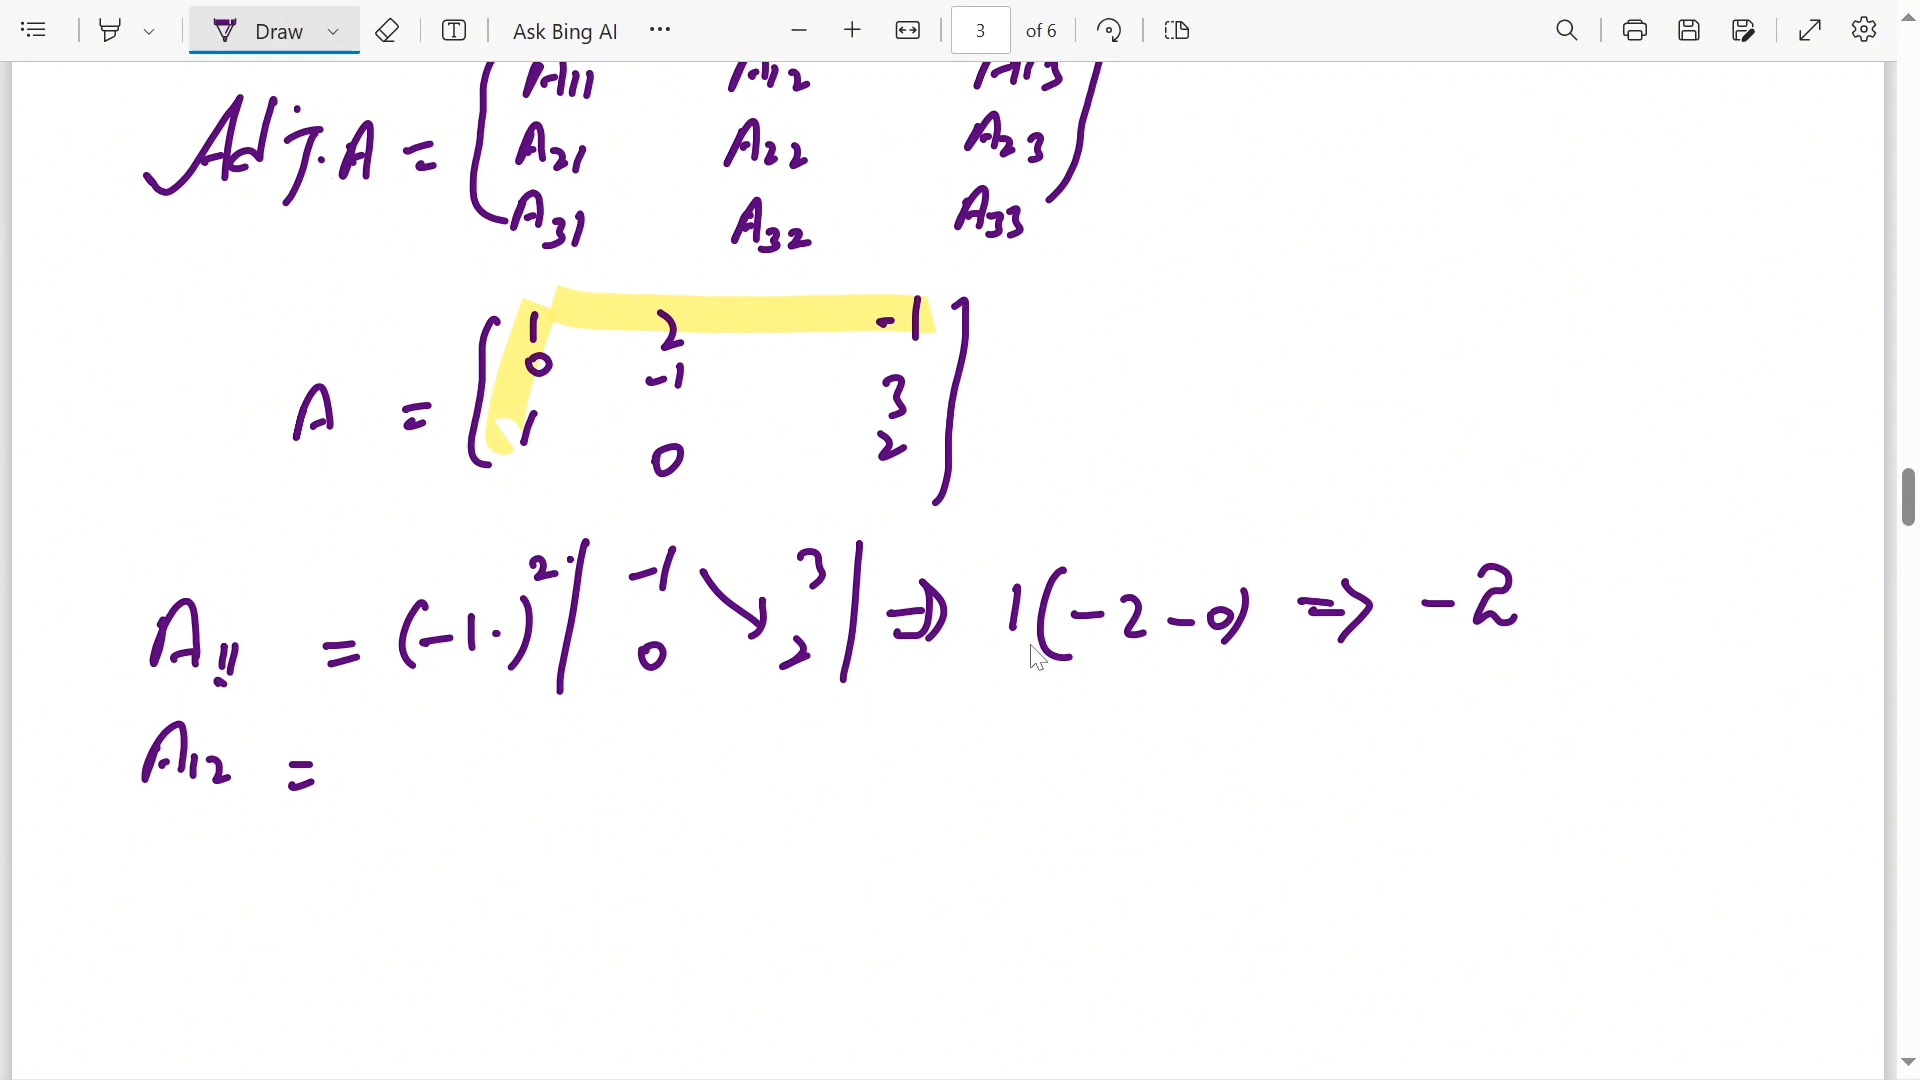 Draw Ask Bing AI 3 of 6
A11 A12 A13
Adj.A = A21 A22 A23
A31 A32 A33
1 2 -1
0 -1 3
A =
1 0 2
A11 = (-1.)^2. | -1 3 | => 1(-2-0) => -2
0 2
A12 =